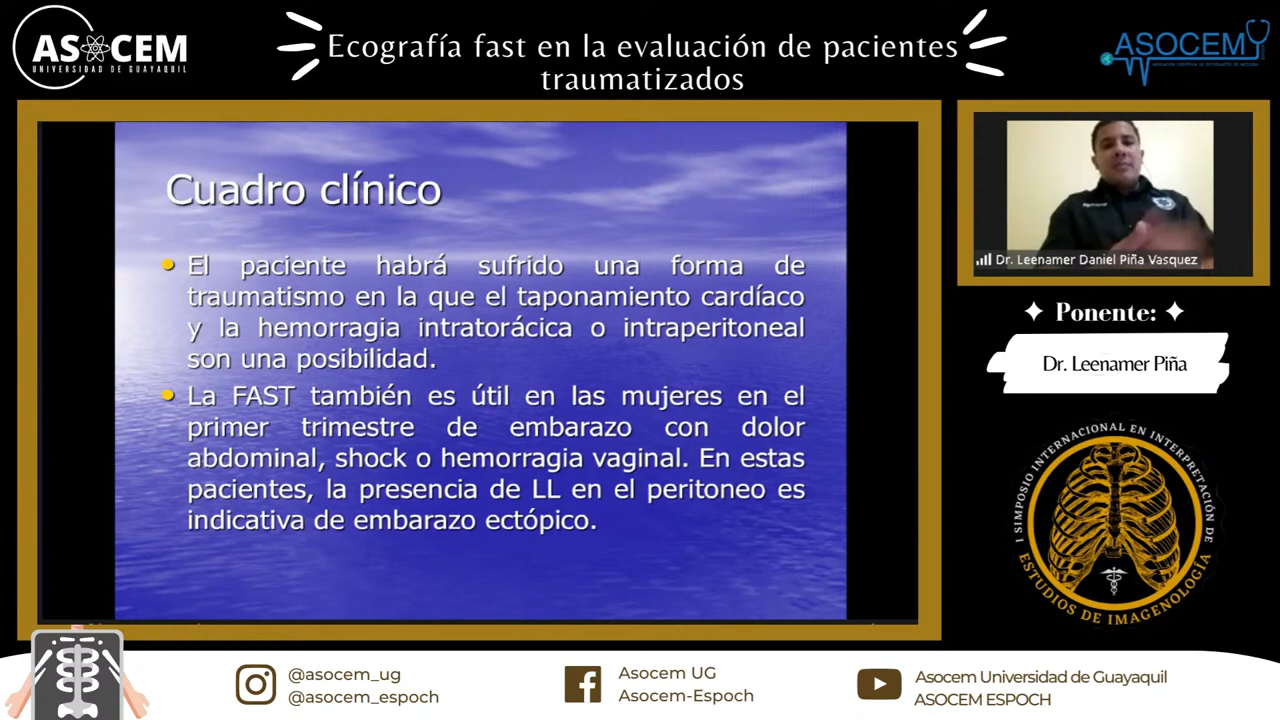 ASOCEM
UNIVERSIDAD DE GUAYAQUIL
Ecografía fast en la evaluación de pacientes
traumatizados
ASOCEM
Cuadro clínico
• El paciente habrá sufrido una forma de
traumatismo en la que el taponamiento cardíaco
y la hemorragia intratorácica o intraperitoneal
son una posibilidad.
• La FAST también es útil en las mujeres en el
primer trimestre de embarazo con dolor
abdominal, shock o hemorragia vaginal. En estas
pacientes, la presencia de LL en el peritoneo es
indicativa de embarazo ectópico.
Dr. Leenamer Daniel Piña Vasquez
Ponente:
Dr. Leenamer Piña
I SIMPOSIO INTERNACIONAL EN INTERPRETACIÓN DE
ESTUDIOS DE IMAGENOLOGÍA
@asocem_ug
@asocem_espoch
Asocem UG
Asocem-Espoch
Asocem Universidad de Guayaquil
ASOCEM ESPOCH